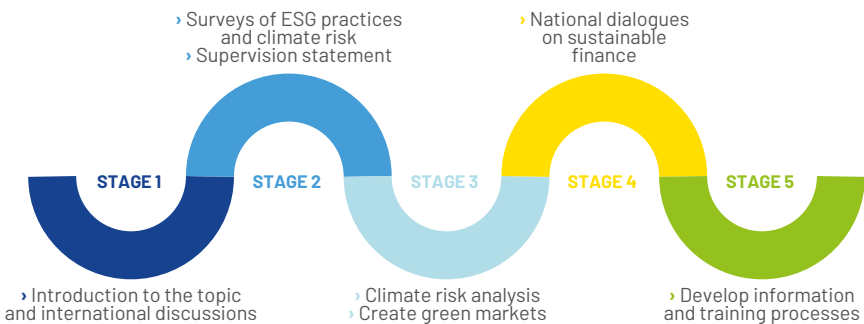 › Surveys of ESG practices
and climate risk
› Supervision statement
› National dialogues
on sustainable
finance
STAGE 1
STAGE 2
STAGE 3
STAGE 4
STAGE 5
› Introduction to the topic
and international discussions
› Climate risk analysis
› Create green markets
› Develop information
and training processes